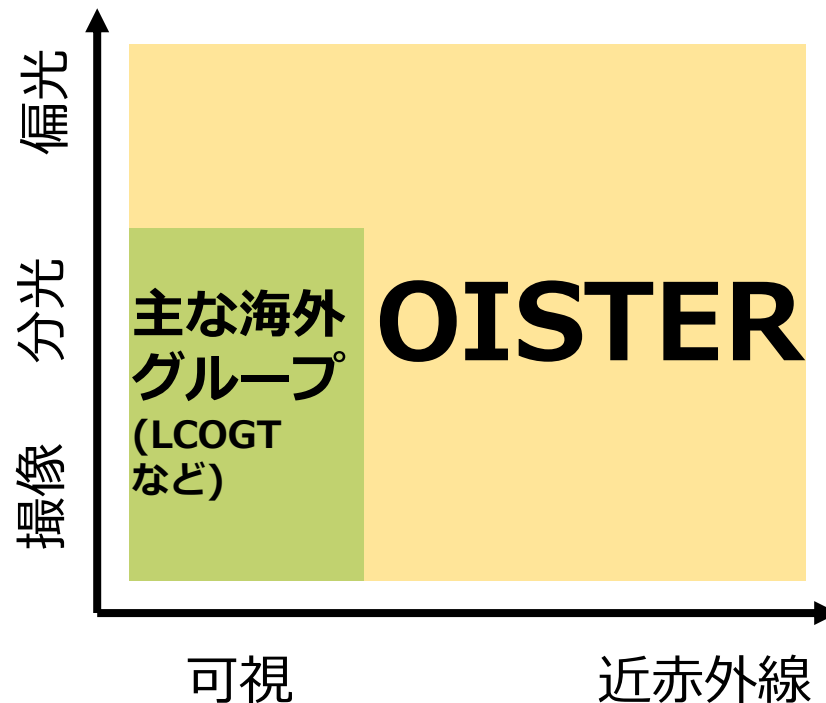 偏光
分光
撮像
主な海外
グループ
(LCOGT
など)
OISTER
可視
近赤外線